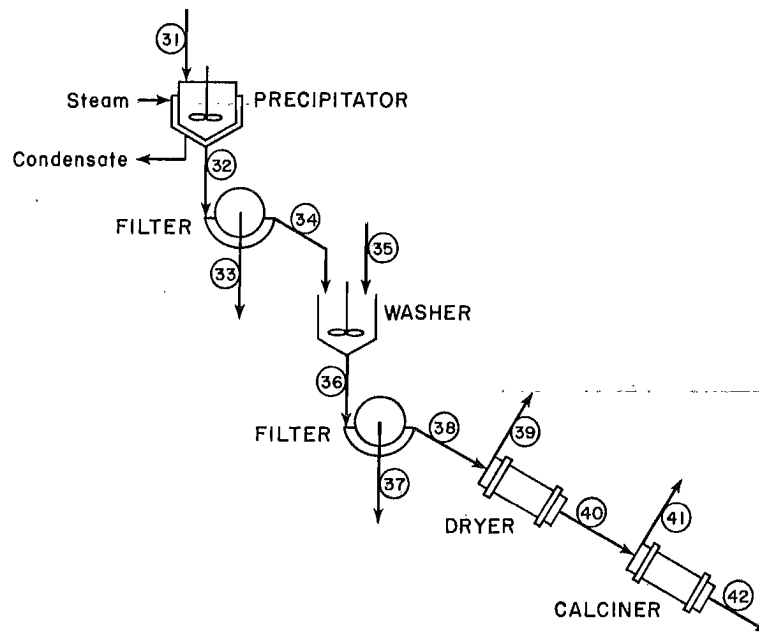 31
Steam
PRECIPITATOR
Condensate
32
FILTER
34
35
33
WASHER
36
FILTER
38
39
37
DRYER
40
41
CALCINER
42